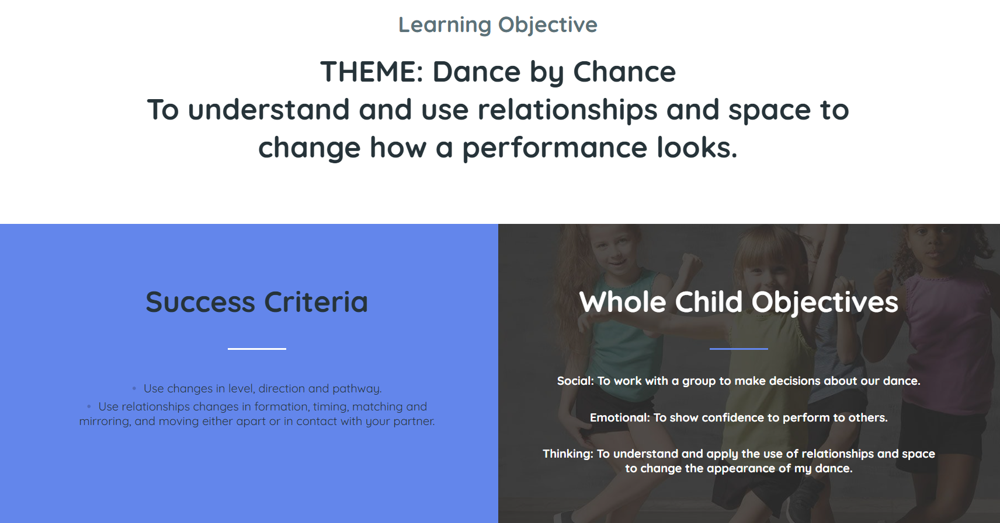 Learning Objective
THEME: Dance by Chance
To understand and use relationships and space to
change how a performance looks.
Success Criteria
• Use changes in level, direction and pathway.
• Use relationships changes in formation, timing, matching and
mirroring, and moving either apart or in contact with your partner.
Whole Child Objectives
Social: To work with a group to make decisions about our dance.
Emotional: To show confidence to perform to others.
Thinking: To understand and apply the use of relationships and space
to change the appearance of my dance.